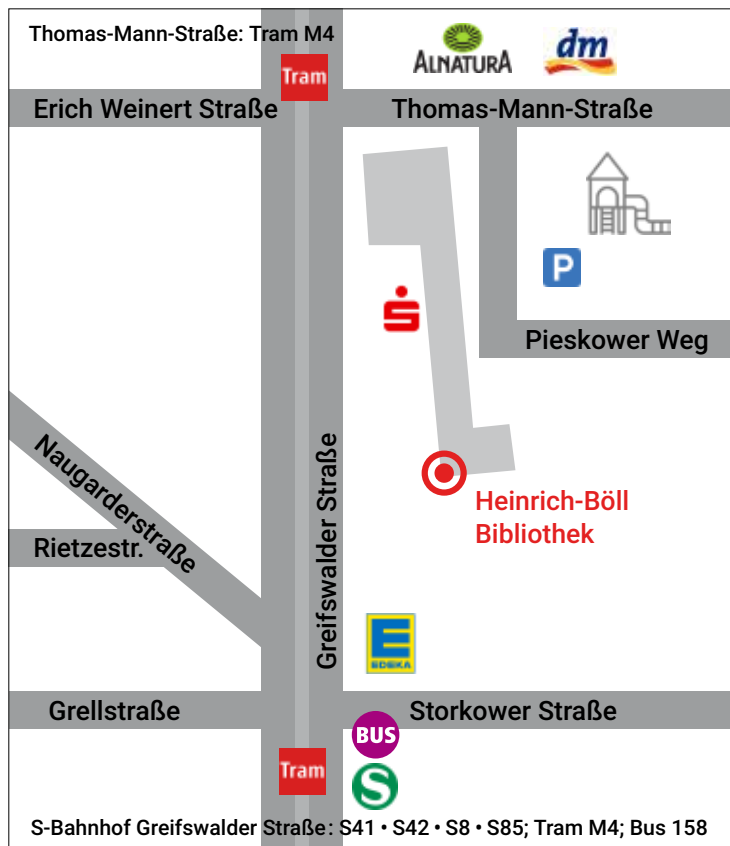 Thomas-Mann-Straße: Tram M4
Tram
ALNATURA
dm
Erich Weinert Straße
Thomas-Mann-Straße
P
S
Pieskower Weg
Naugarderstraße
Greifswalder Straße
Heinrich-Böll
Bibliothek
Rietzestr.
E
EDEKA
Grellstraße
Storkower Straße
BUS
Tram
S
S-Bahnhof Greifswalder Straße: S41 • S42 • S8 • S85; Tram M4; Bus 158